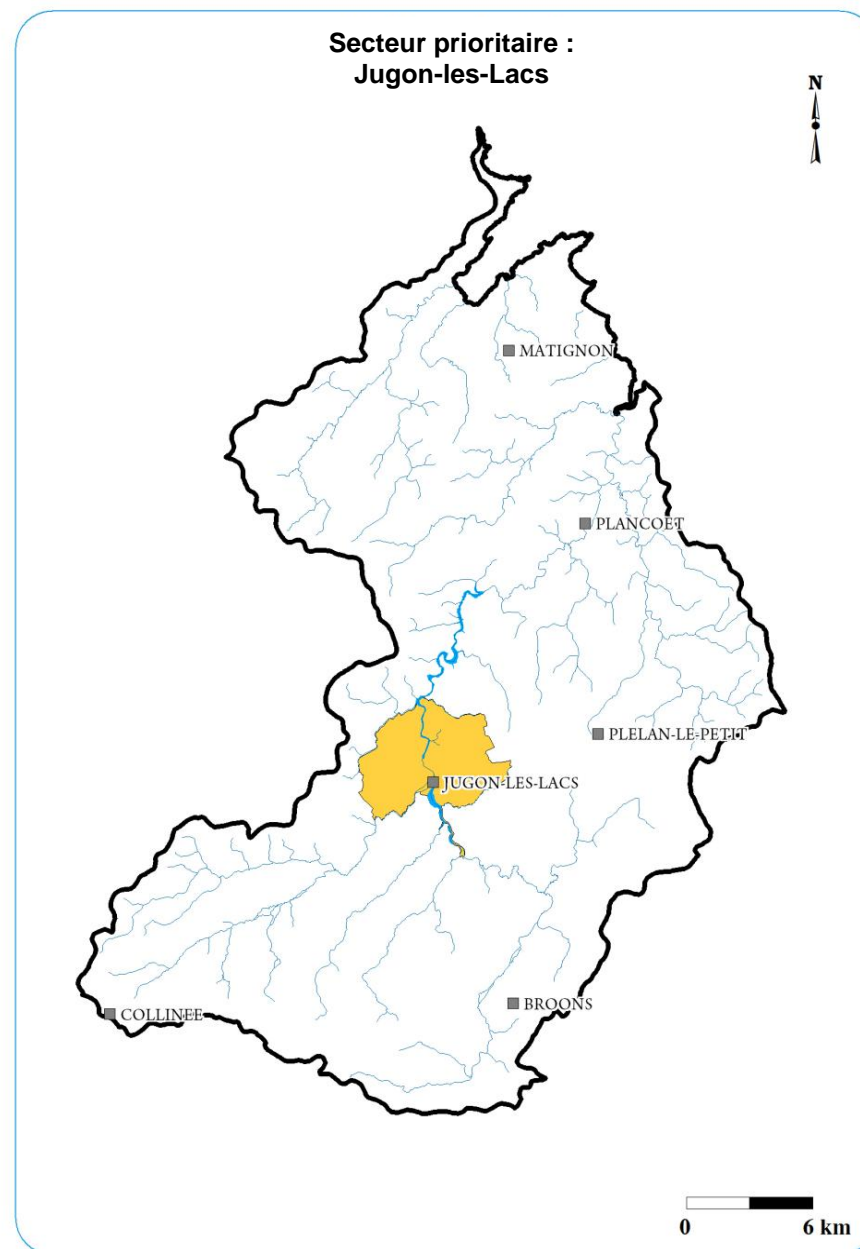 Secteur prioritaire :
Jugon-les-Lacs
N
MATIGNON
PLANCOET
PLELAN-LE-PETIT
JUGON-LES-LACS
BROONS
COLLINEE
0 6 km